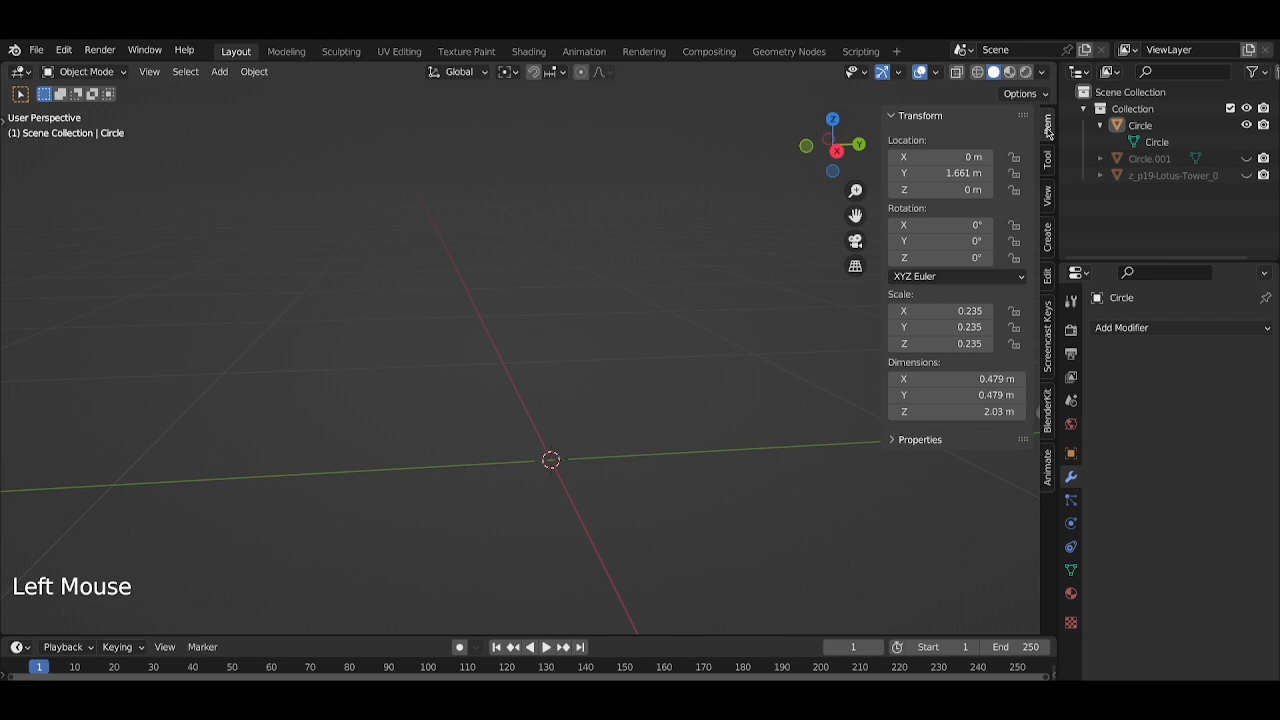 File Edit Render Window Help Layout Modeling Sculpting UV Editing Texture Paint Shading Animation Rendering Compositing Geometry Nodes Scripting + Scene ViewLayer
Object Mode View Select Add Object Global
Options
User Perspective
(1) Scene Collection | Circle
Z
Y
X
Transform
Location:
X 0 m
Y 1.661 m
Z 0 m
Rotation:
X 0°
Y 0°
Z 0°
XYZ Euler
Scale:
X 0.235
Y 0.235
Z 0.235
Dimensions:
X 0.479 m
Y 0.479 m
Z 2.03 m
Properties
Item
Tool
View
Create
Edit
Screencast Keys
BlenderKit
Animate
Scene Collection
Collection
Circle
Circle
Circle.001
z_p19-Lotus-Tower_0
Circle
Add Modifier
Left Mouse
Playback Keying View Marker 1 Start 1 End 250
1 10 20 30 40 50 60 70 80 90 100 110 120 130 140 150 160 170 180 190 200 210 220 230 240 250